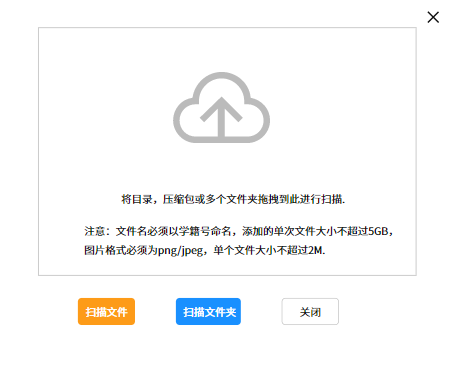 将目录，压缩包或多个文件夹拖拽到此进行扫描.
注意：文件名必须以学籍号命名，添加的单次文件大小不超过5GB，
图片格式必须为png/jpeg，单个文件大小不超过2M.
扫描文件
扫描文件夹
关闭